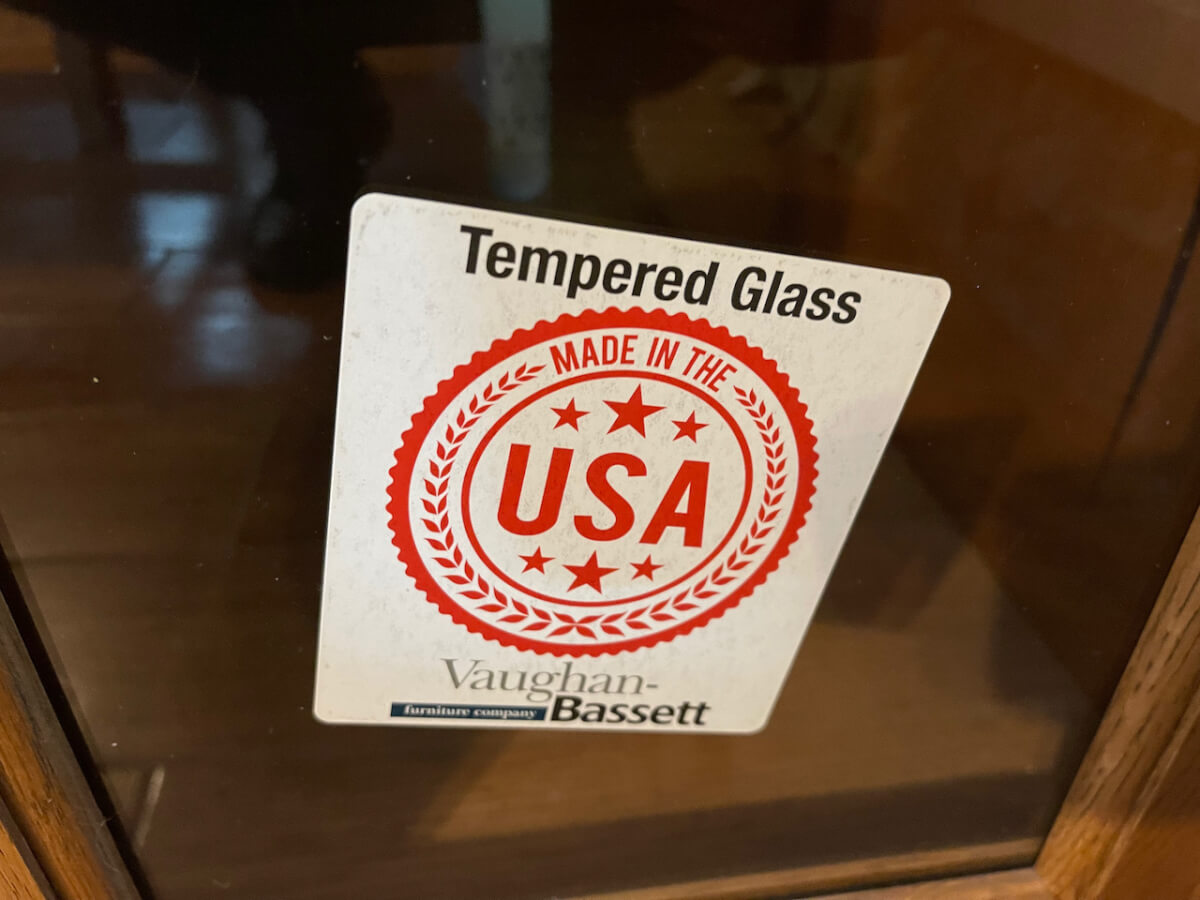 Tempered Glass
MADE IN THE
USA
Vaughan-
furniture company Bassett